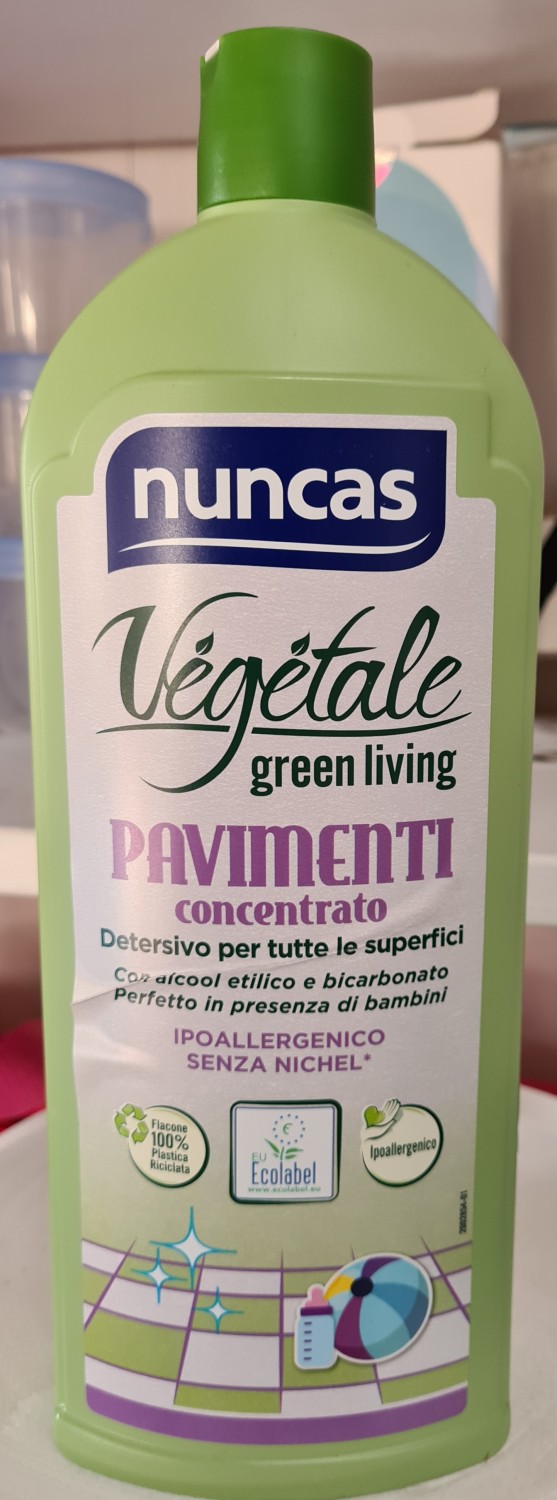 nuncas
Végétale
green living
PAVIMENTI
concentrato
Detersivo per tutte le superfici
Con alcool etilico e bicarbonato
Perfetto in presenza di bambini
IPOALLERGENICO
SENZA NICHEL*
Flacone
100%
Plastica
Riciclata
€
EU
Ecolabel
www.ecolabel.eu
Ipoallergenico